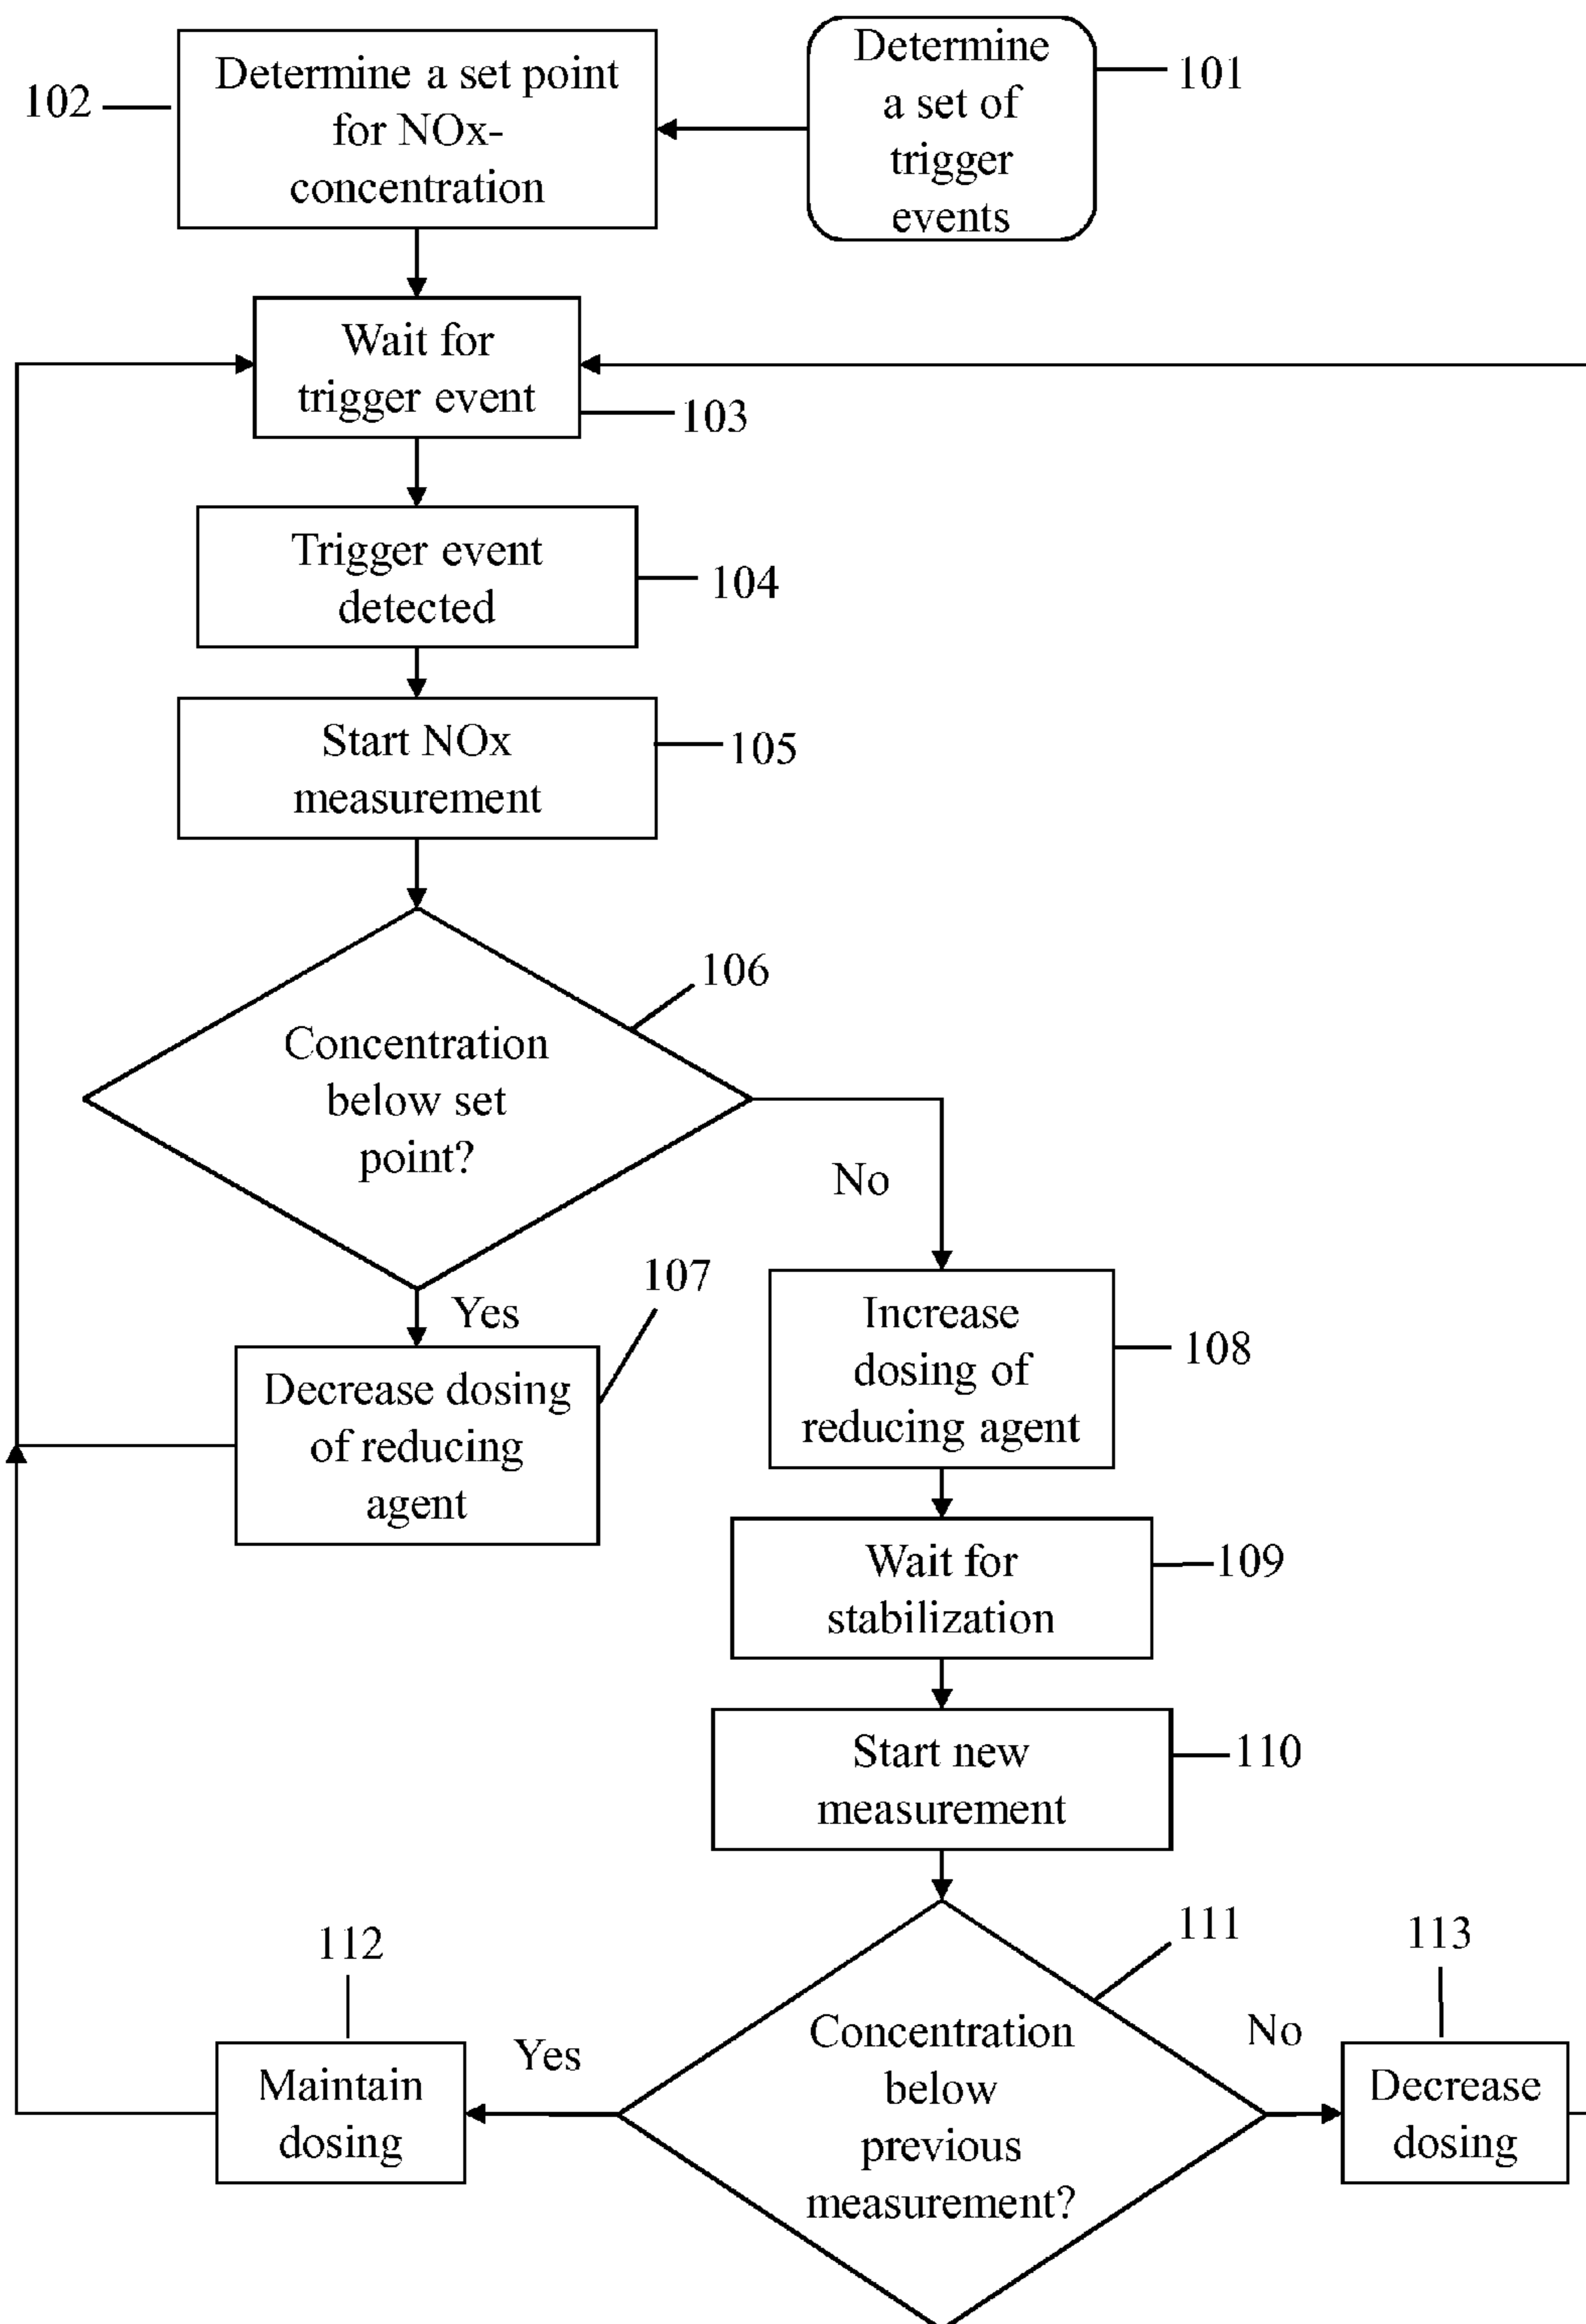 Determine
a set of
trigger
events
101
Determine a set point
for NOx-
concentration
102
Wait for
trigger event
103
Trigger event
detected
104
Start NOx
measurement
105
Concentration
below set
point?
106
No
Yes
Decrease dosing
of reducing
agent
107
Increase
dosing of
reducing agent
108
Wait for
stabilization
109
Start new
measurement
110
Concentration
below
previous
measurement?
111
Yes
Maintain
dosing
112
No
Decrease
dosing
113